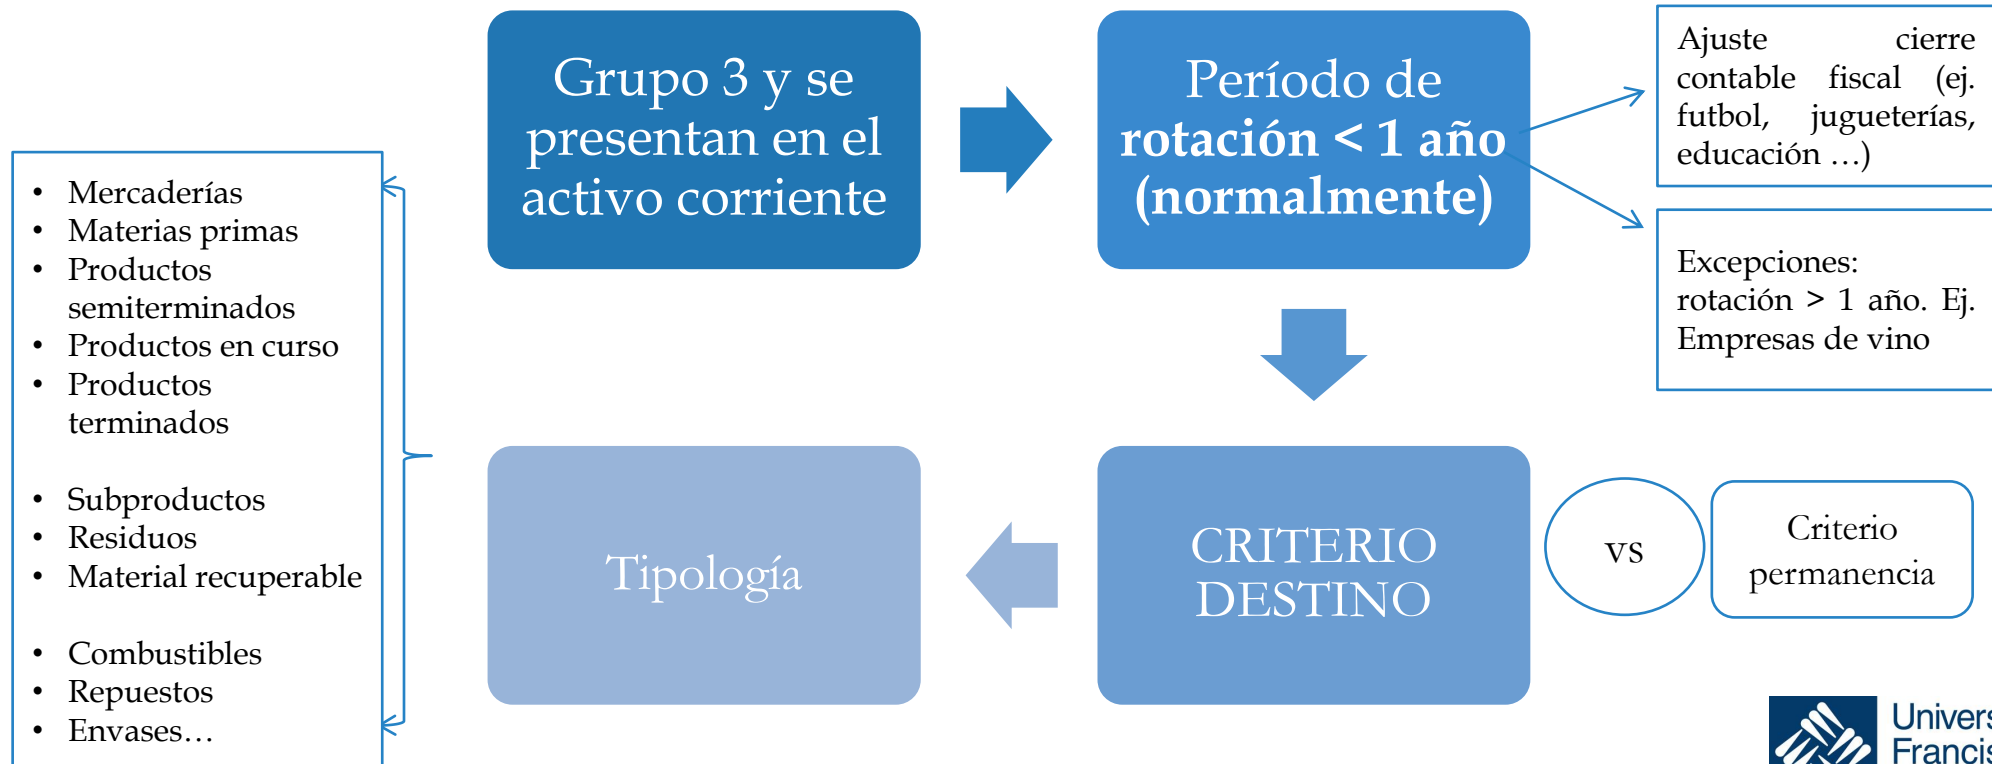 Grupo 3 y se
presentan en el
activo corriente
Período de
rotación < 1 año
(normalmente)
Ajuste cierre
contable fiscal (ej.
futbol, jugueterías,
educación …)
Excepciones:
rotación > 1 año. Ej.
Empresas de vino
CRITERIO
DESTINO
vs
Criterio
permanencia
Tipología
• Mercaderías
• Materias primas
• Productos
semiterminados
• Productos en curso
• Productos
terminados
• Subproductos
• Residuos
• Material recuperable
• Combustibles
• Repuestos
• Envases…